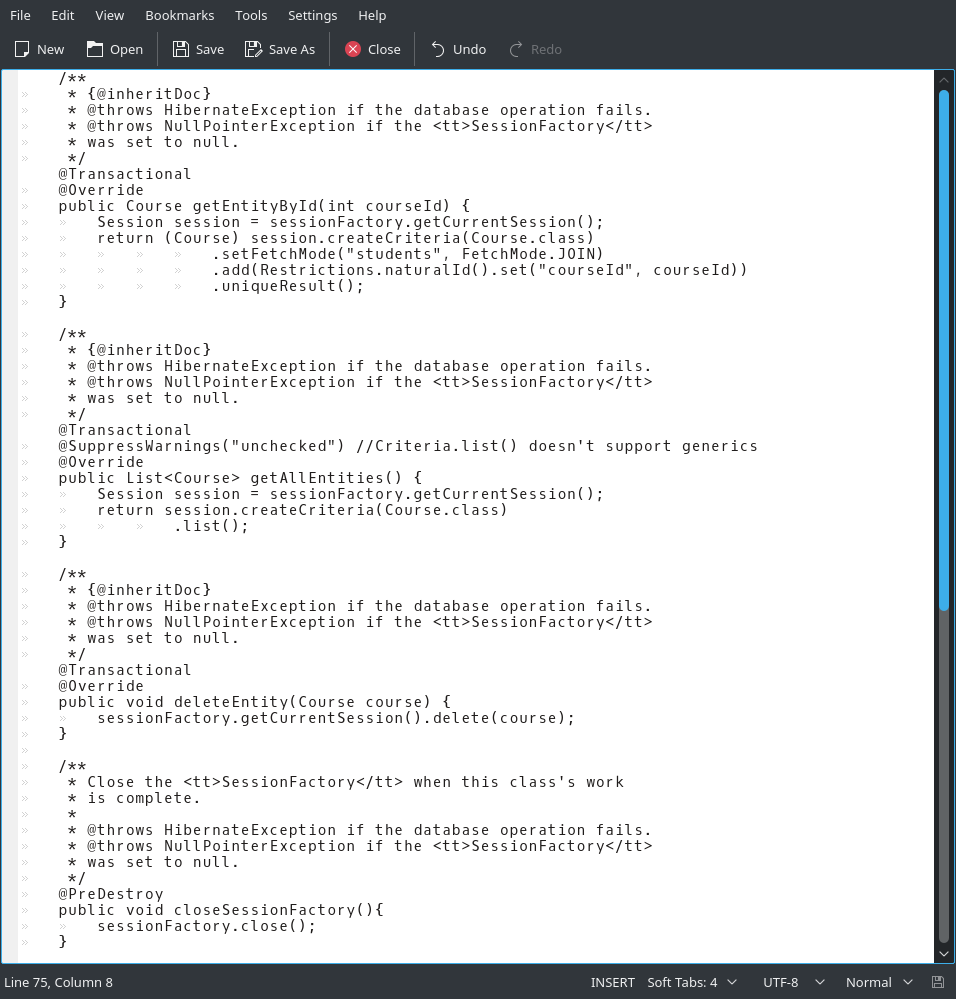 File Edit View Bookmarks Tools Settings Help
New Open Save Save As Close Undo Redo
/**
 * {@inheritDoc}
 * @throws HibernateException if the database operation fails.
 * @throws NullPointerException if the <tt>SessionFactory</tt>
 * was set to null.
 */
@Transactional
@Override
public Course getEntityById(int courseId) {
    Session session = sessionFactory.getCurrentSession();
    return (Course) session.createCriteria(Course.class)
                .setFetchMode("students", FetchMode.JOIN)
                .add(Restrictions.naturalId().set("courseId", courseId))
                .uniqueResult();
}

/**
 * {@inheritDoc}
 * @throws HibernateException if the database operation fails.
 * @throws NullPointerException if the <tt>SessionFactory</tt>
 * was set to null.
 */
@Transactional
@SuppressWarnings("unchecked") //Criteria.list() doesn't support generics
@Override
public List<Course> getAllEntities() {
    Session session = sessionFactory.getCurrentSession();
    return session.createCriteria(Course.class)
            .list();
}

/**
 * {@inheritDoc}
 * @throws HibernateException if the database operation fails.
 * @throws NullPointerException if the <tt>SessionFactory</tt>
 * was set to null.
 */
@Transactional
@Override
public void deleteEntity(Course course) {
    sessionFactory.getCurrentSession().delete(course);
}

/**
 * Close the <tt>SessionFactory</tt> when this class's work
 * is complete.
 *
 * @throws HibernateException if the database operation fails.
 * @throws NullPointerException if the <tt>SessionFactory</tt>
 * was set to null.
 */
@PreDestroy
public void closeSessionFactory(){
    sessionFactory.close();
}
Line 75, Column 8 INSERT Soft Tabs: 4 UTF-8 Normal